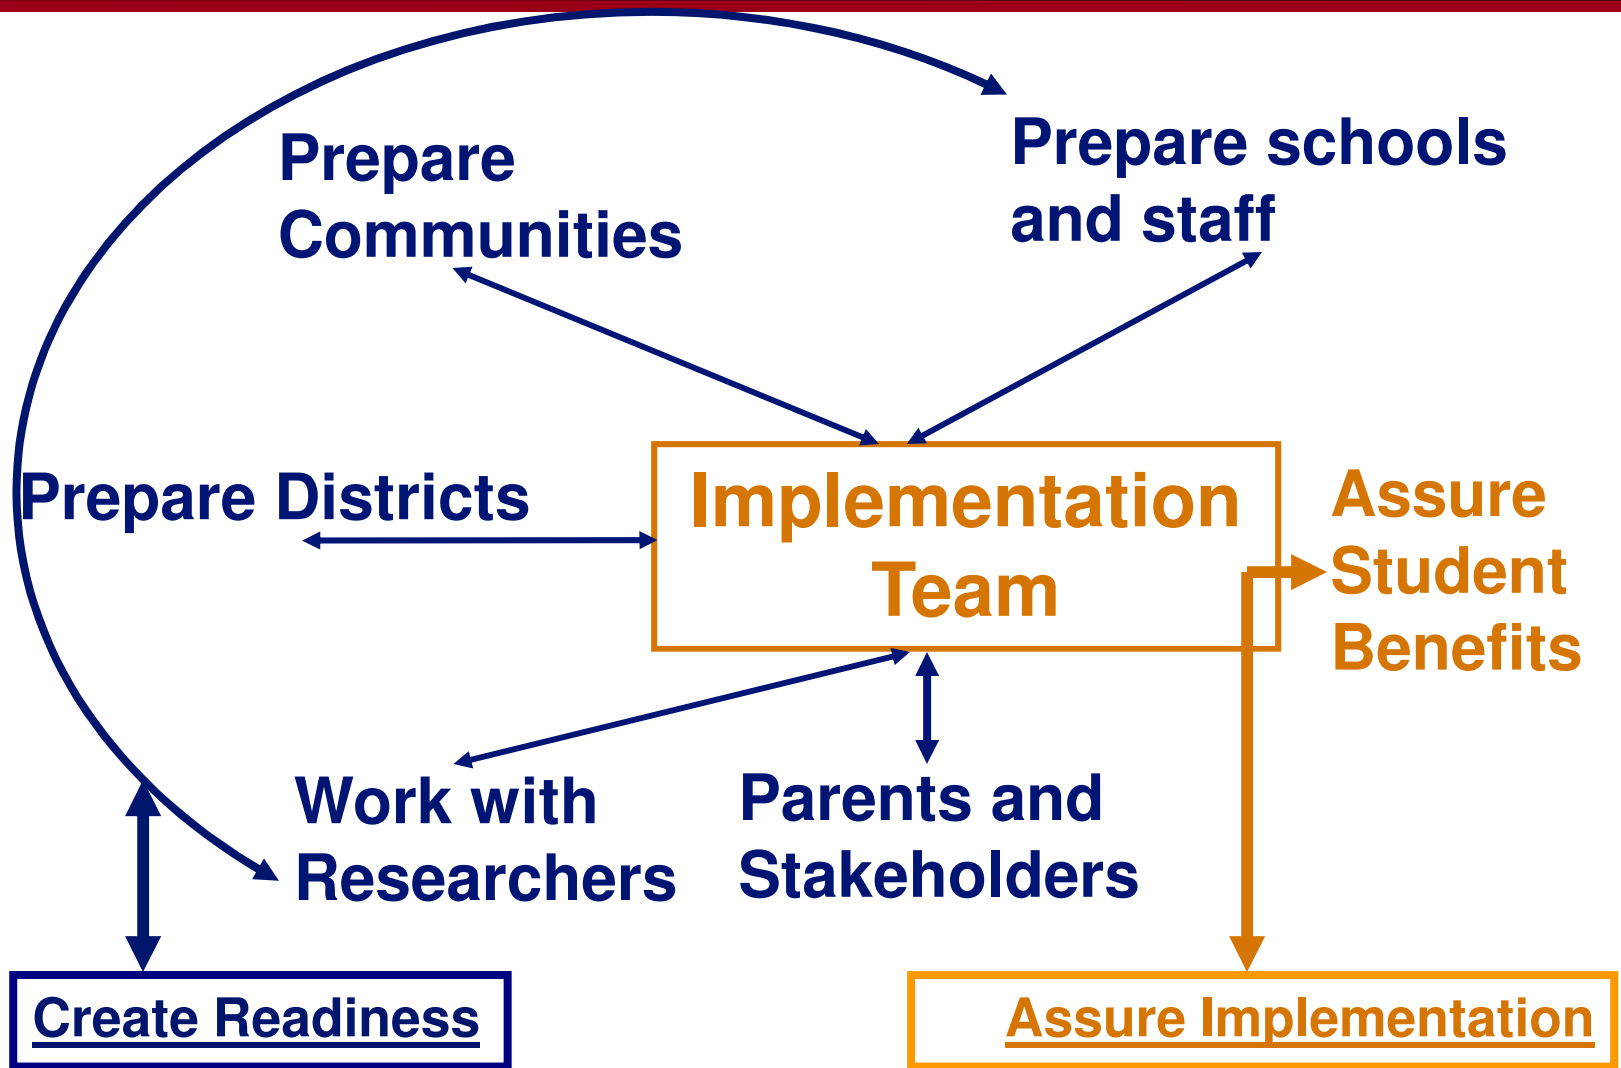 Prepare
Communities
Prepare schools
and staff
Prepare Districts
Implementation
Team
Assure
Student
Benefits
Work with
Researchers
Parents and
Stakeholders
Create Readiness
Assure Implementation